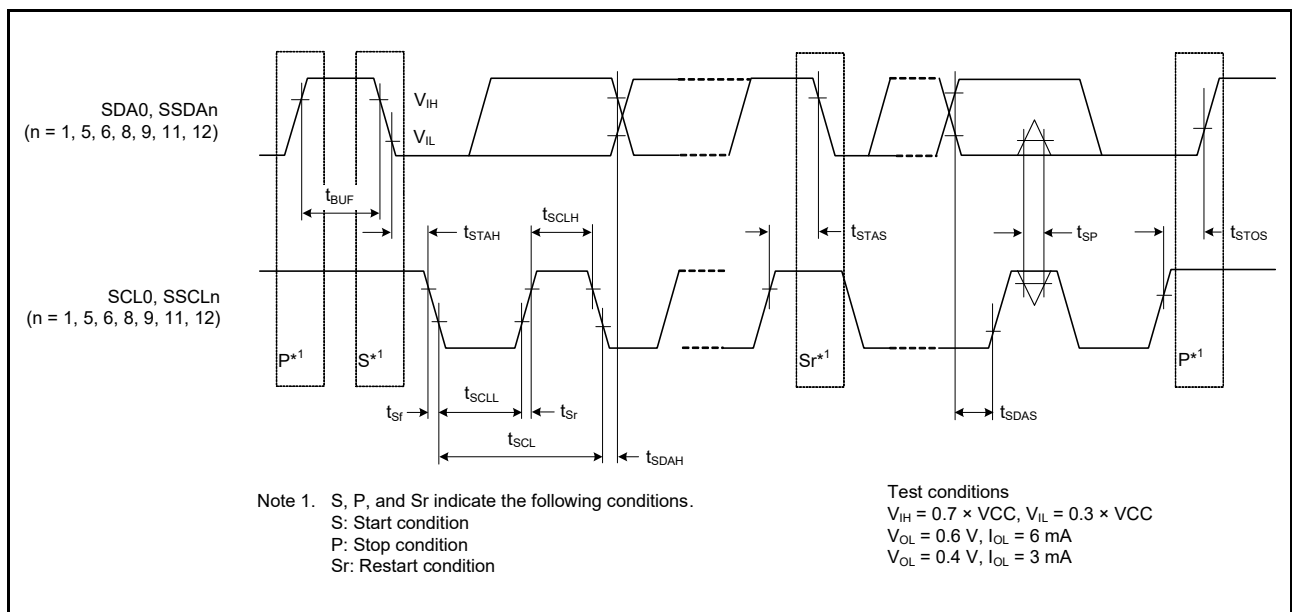 SDA0, SSDAn
(n = 1, 5, 6, 8, 9, 11, 12)
VIH
VIL
tBUF
tSTAH
tSCLH
tSTAS
tSP
tSTOS
SCL0, SSCLn
(n = 1, 5, 6, 8, 9, 11, 12)
P*1
S*1
Sr*1
P*1
tSf
tSCLL
tSr
tSDAS
tSCL
tSDAH
Note 1. S, P, and Sr indicate the following conditions.
S: Start condition
P: Stop condition
Sr: Restart condition
Test conditions
VIH = 0.7 × VCC, VIL = 0.3 × VCC
VOL = 0.6 V, IOL = 6 mA
VOL = 0.4 V, IOL = 3 mA